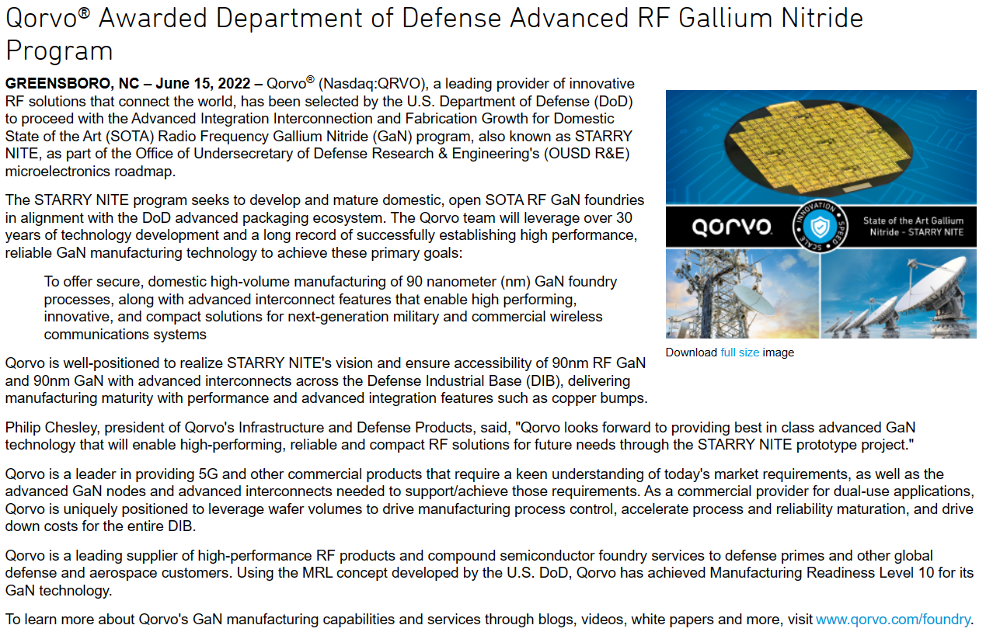 Qorvo® Awarded Department of Defense Advanced RF Gallium Nitride
Program
GREENSBORO, NC – June 15, 2022 – Qorvo® (Nasdaq:QRVO), a leading provider of innovative
RF solutions that connect the world, has been selected by the U.S. Department of Defense (DoD)
to proceed with the Advanced Integration Interconnection and Fabrication Growth for Domestic
State of the Art (SOTA) Radio Frequency Gallium Nitride (GaN) program, also known as STARRY
NITE, as part of the Office of Undersecretary of Defense Research & Engineering's (OUSD R&E)
microelectronics roadmap.
The STARRY NITE program seeks to develop and mature domestic, open SOTA RF GaN foundries
in alignment with the DoD advanced packaging ecosystem. The Qorvo team will leverage over 30
years of technology development and a long record of successfully establishing high performance,
reliable GaN manufacturing technology to achieve these primary goals:
To offer secure, domestic high-volume manufacturing of 90 nanometer (nm) GaN foundry
processes, along with advanced interconnect features that enable high performing,
innovative, and compact solutions for next-generation military and commercial wireless
communications systems
Qorvo is well-positioned to realize STARRY NITE's vision and ensure accessibility of 90nm RF GaN
and 90nm GaN with advanced interconnects across the Defense Industrial Base (DIB), delivering
manufacturing maturity with performance and advanced integration features such as copper bumps.
QORVO
INNOVATION
SPEED
SCALE
State of the Art Gallium
Nitride - STARRY NITE
Download full size image
Philip Chesley, president of Qorvo's Infrastructure and Defense Products, said, "Qorvo looks forward to providing best in class advanced GaN
technology that will enable high-performing, reliable and compact RF solutions for future needs through the STARRY NITE prototype project."
Qorvo is a leader in providing 5G and other commercial products that require a keen understanding of today's market requirements, as well as the
advanced GaN nodes and advanced interconnects needed to support/achieve those requirements. As a commercial provider for dual-use applications,
Qorvo is uniquely positioned to leverage wafer volumes to drive manufacturing process control, accelerate process and reliability maturation, and drive
down costs for the entire DIB.
Qorvo is a leading supplier of high-performance RF products and compound semiconductor foundry services to defense primes and other global
defense and aerospace customers. Using the MRL concept developed by the U.S. DoD, Qorvo has achieved Manufacturing Readiness Level 10 for its
GaN technology.
To learn more about Qorvo's GaN manufacturing capabilities and services through blogs, videos, white papers and more, visit www.qorvo.com/foundry.